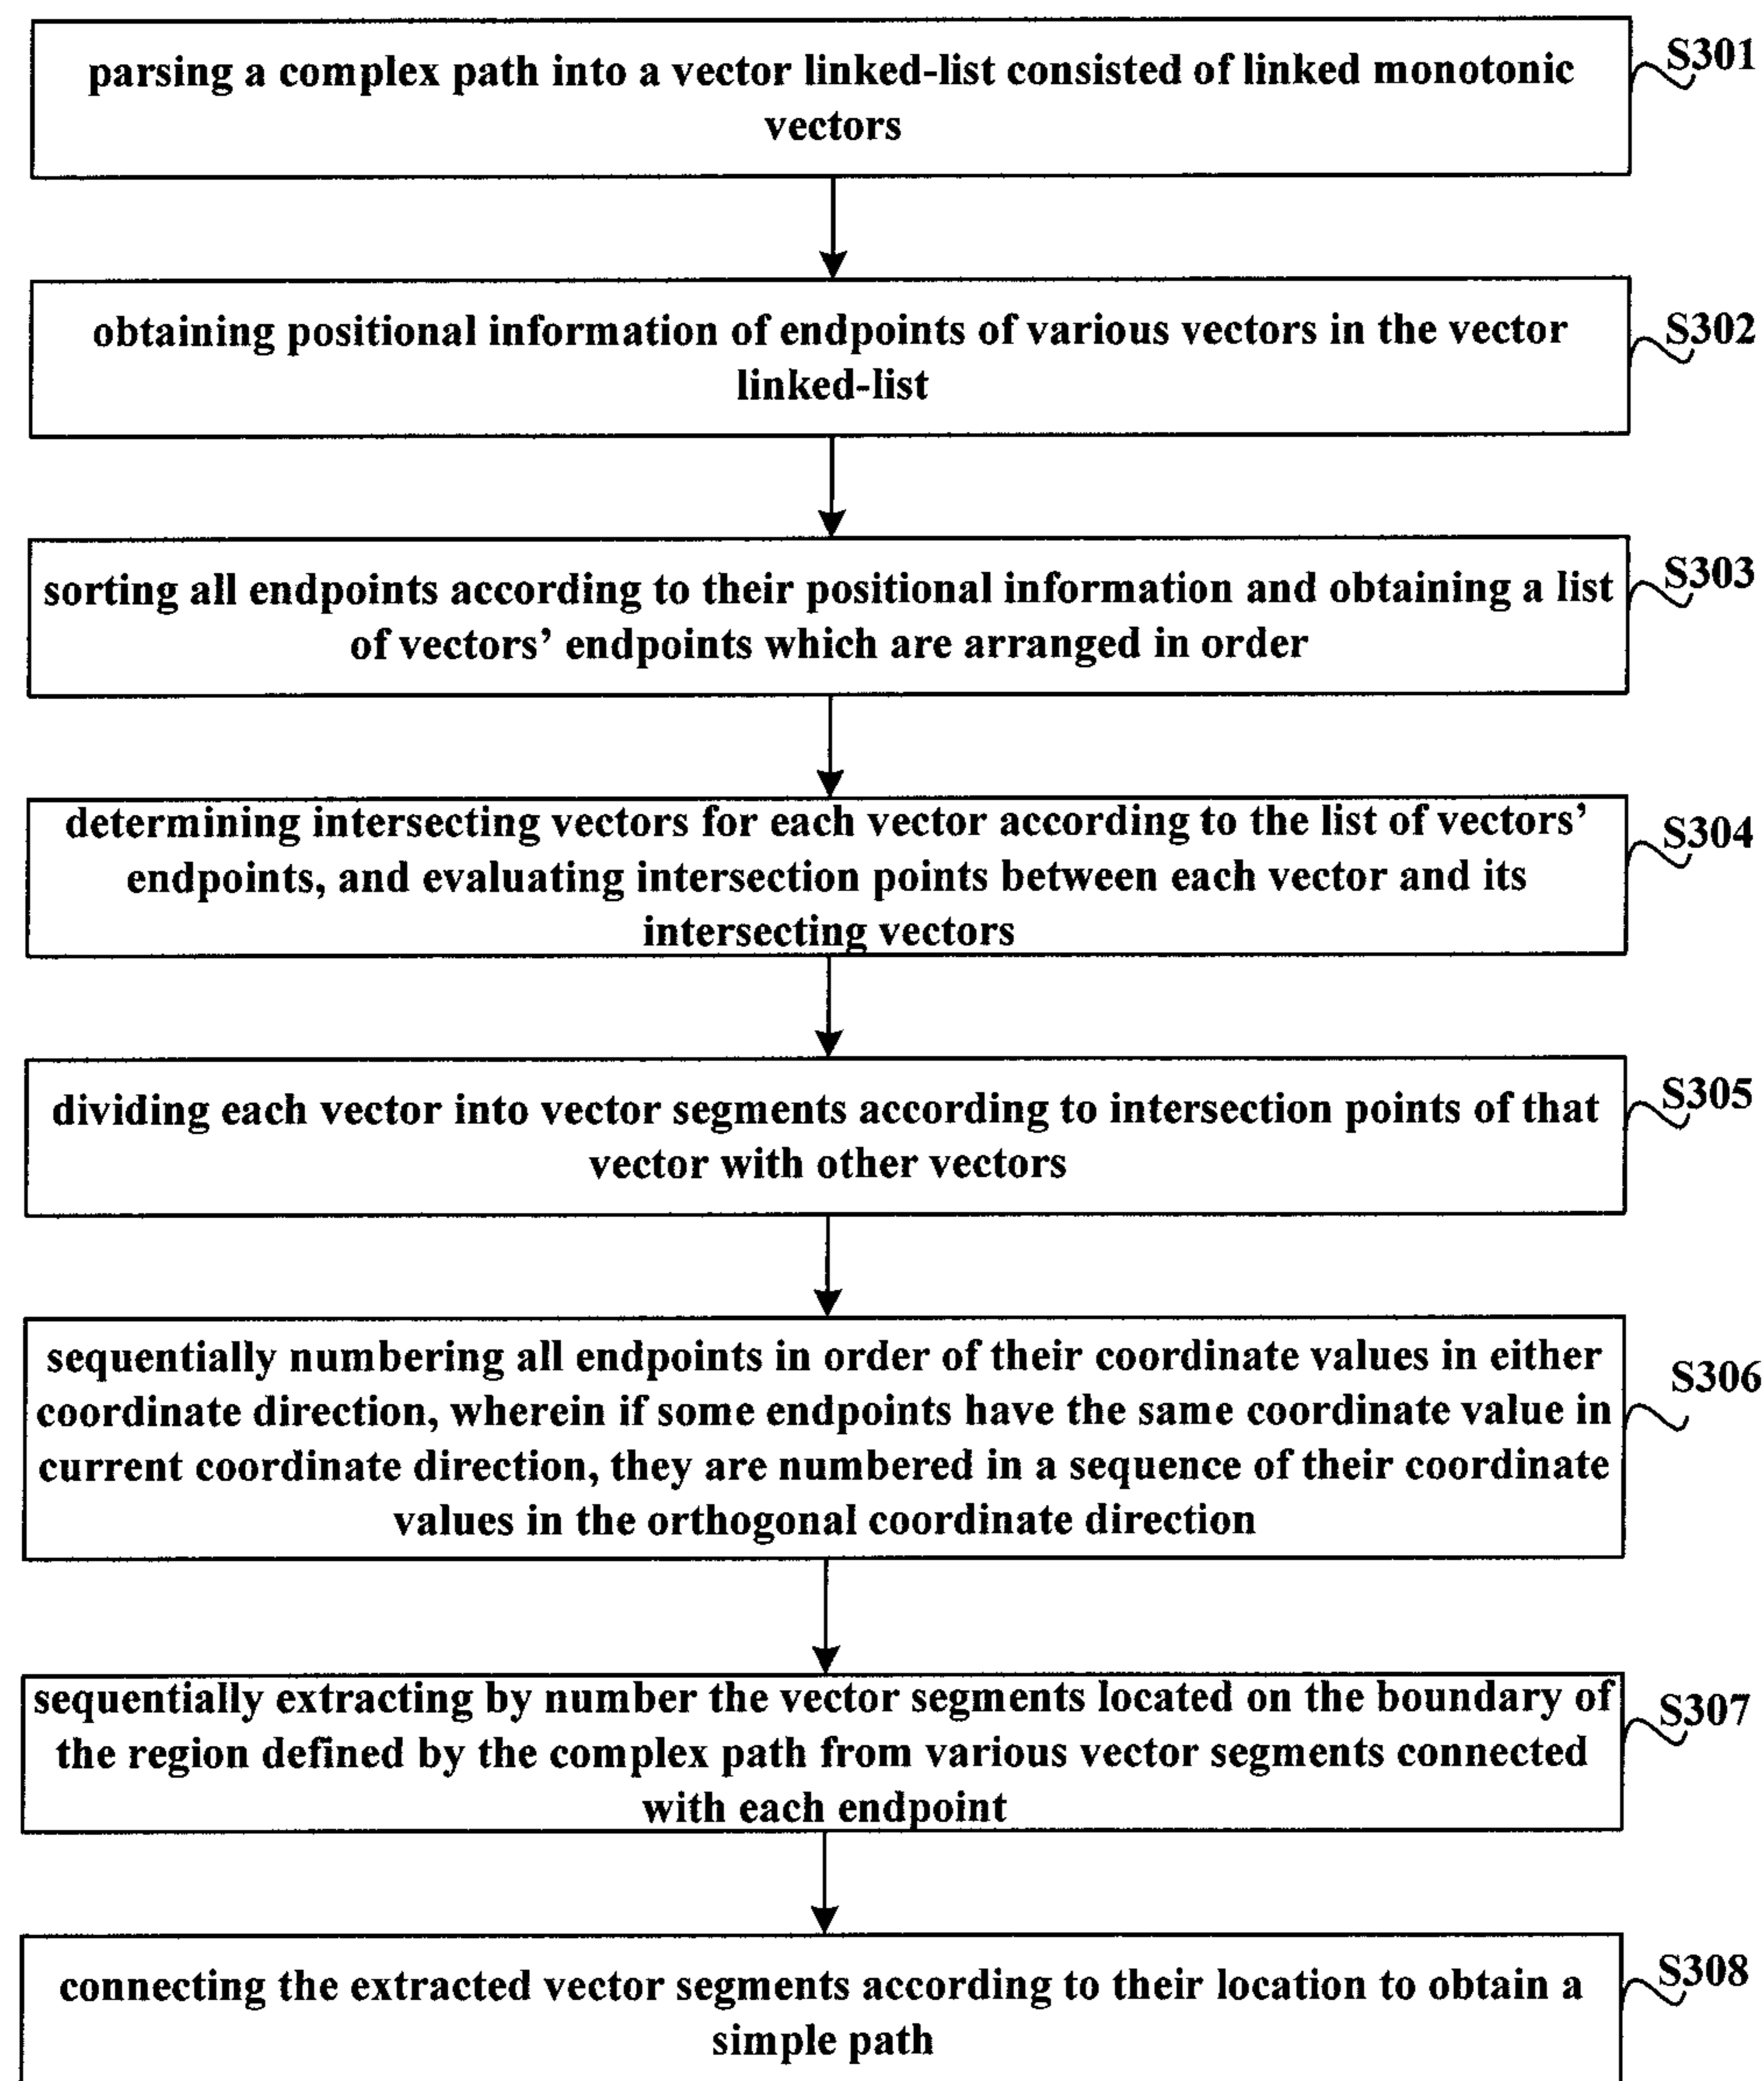 parsing a complex path into a vector linked-list consisted of linked monotonic
vectors
S301
obtaining positional information of endpoints of various vectors in the vector
linked-list
S302
sorting all endpoints according to their positional information and obtaining a list
of vectors’ endpoints which are arranged in order
S303
determining intersecting vectors for each vector according to the list of vectors’
endpoints, and evaluating intersection points between each vector and its
intersecting vectors
S304
dividing each vector into vector segments according to intersection points of that
vector with other vectors
S305
sequentially numbering all endpoints in order of their coordinate values in either
coordinate direction, wherein if some endpoints have the same coordinate value in
current coordinate direction, they are numbered in a sequence of their coordinate
values in the orthogonal coordinate direction
S306
sequentially extracting by number the vector segments located on the boundary of
the region defined by the complex path from various vector segments connected
with each endpoint
S307
connecting the extracted vector segments according to their location to obtain a
simple path
S308